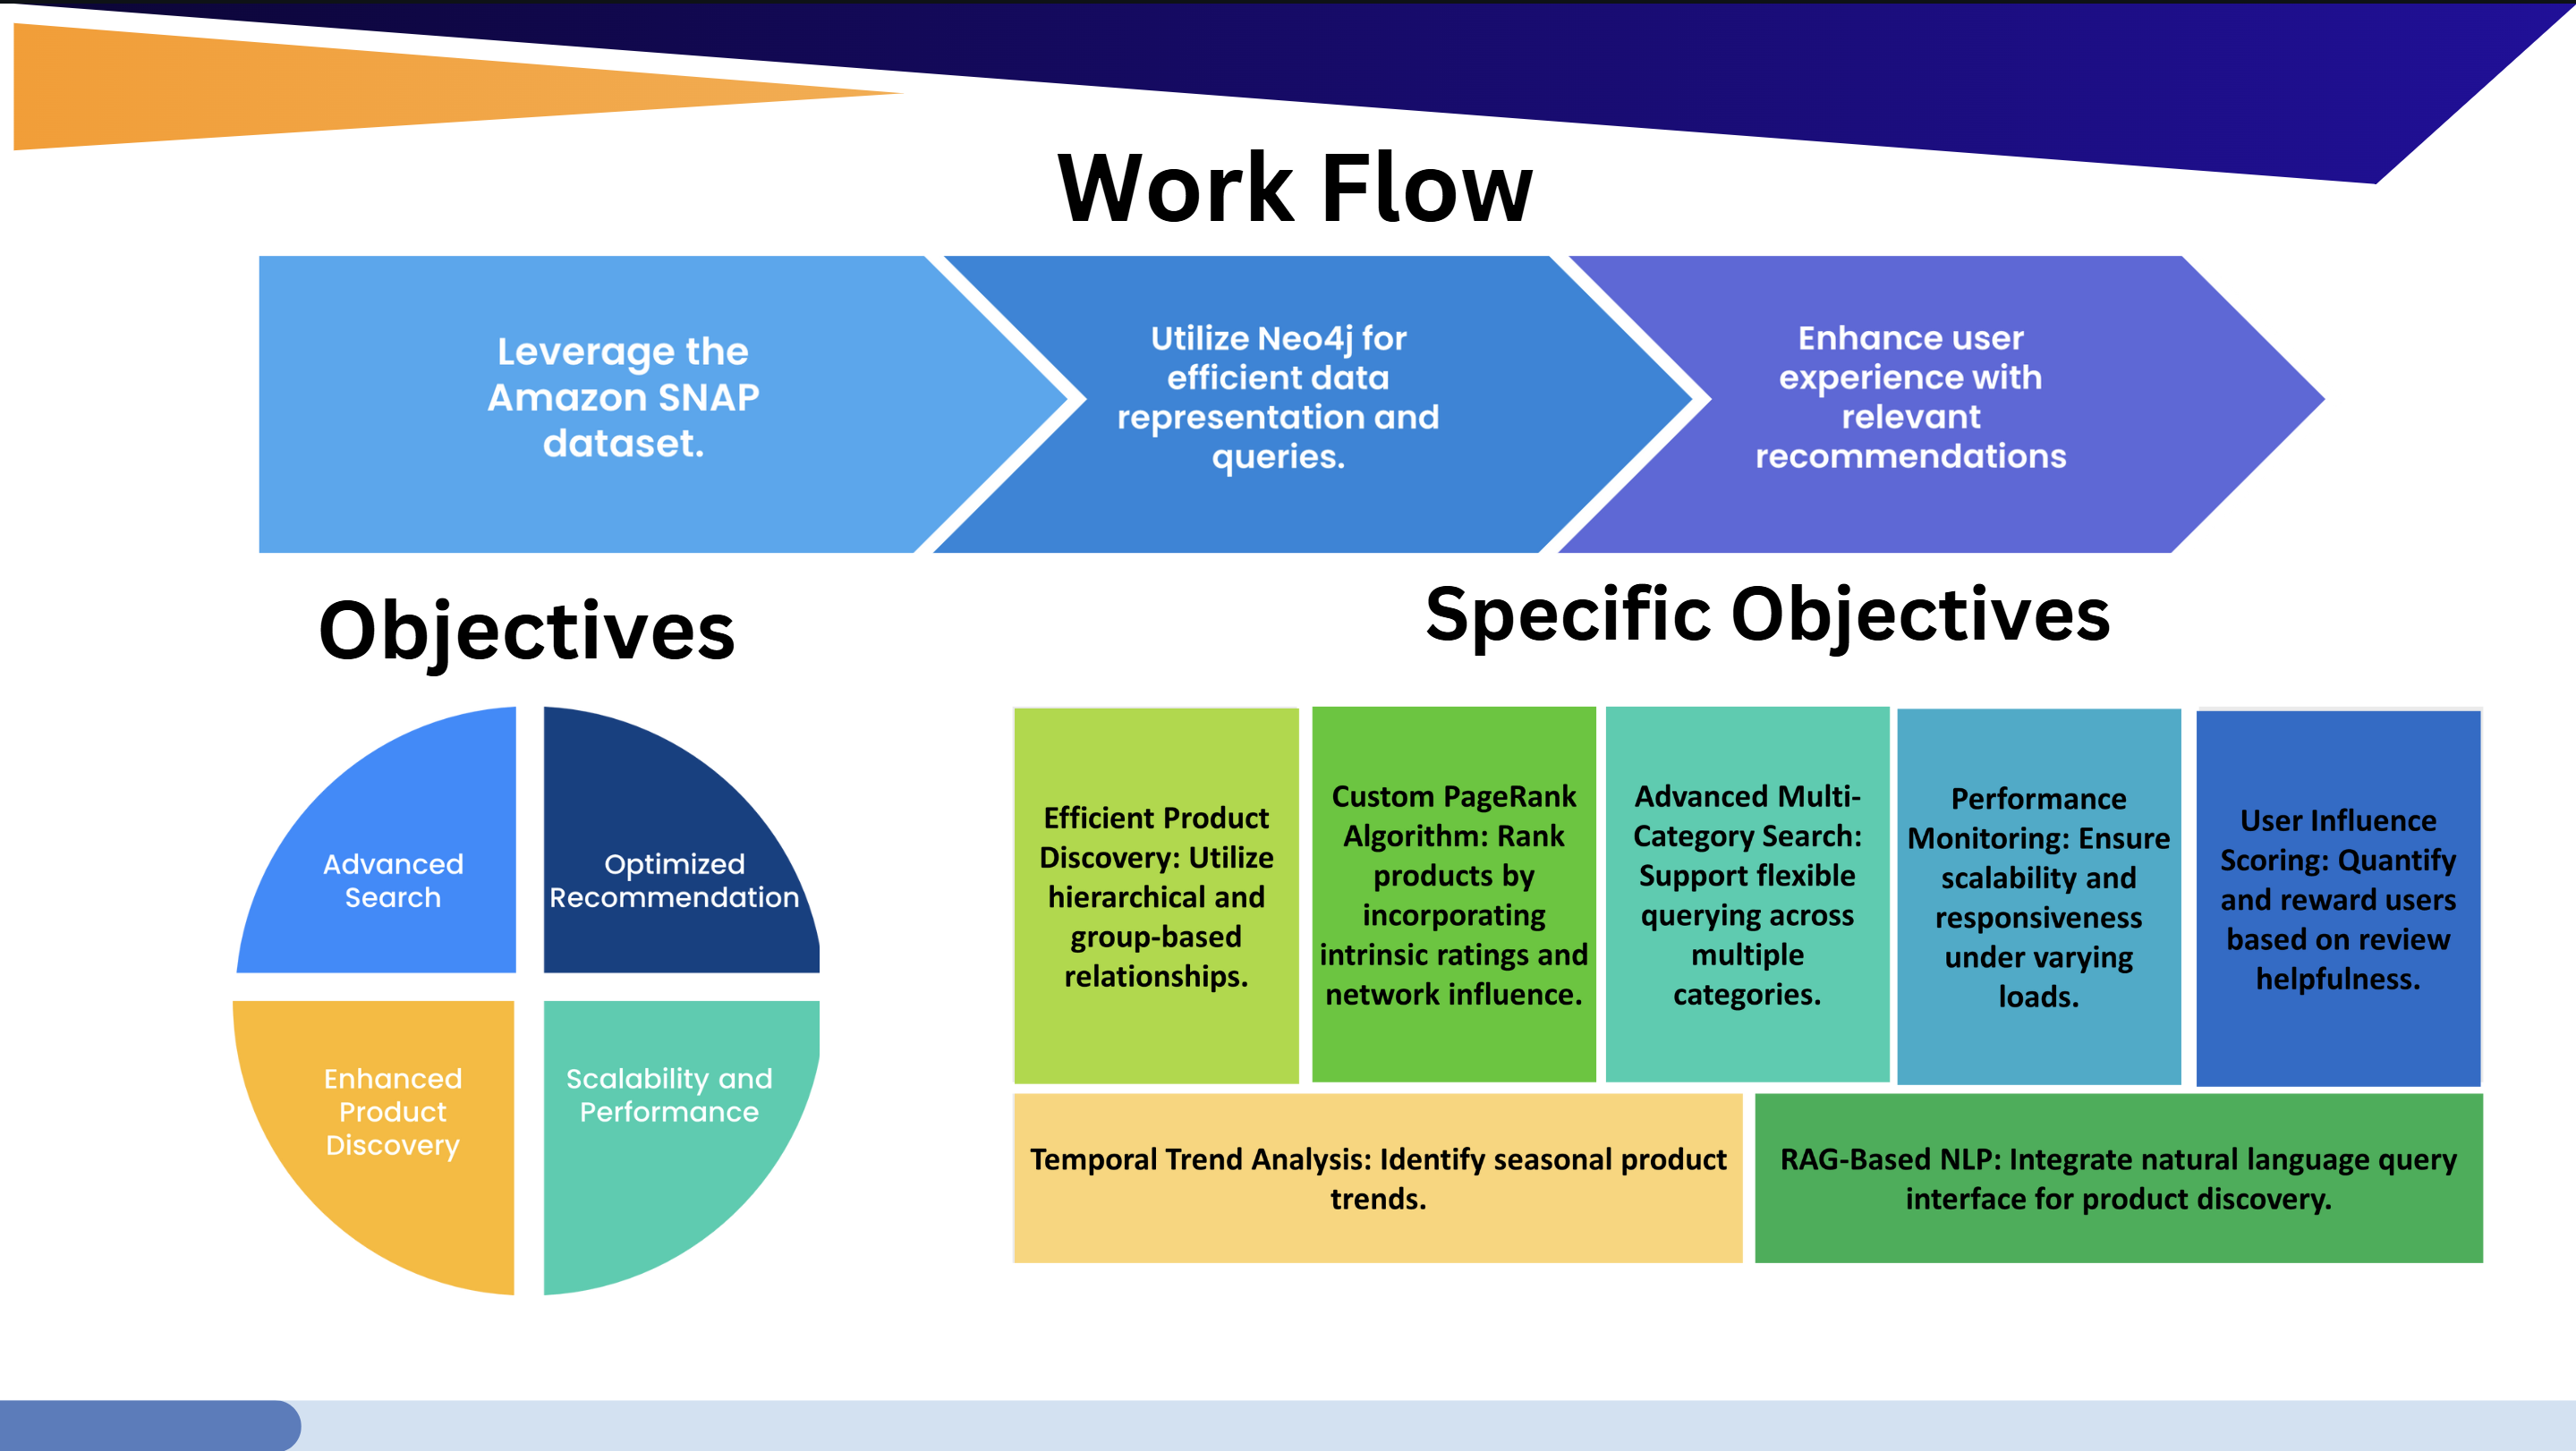 Work Flow
Leverage the
Amazon SNAP
dataset.
Utilize Neo4j for
efficient data
representation and
queries.
Enhance user
experience with
relevant
recommendations
Objectives
Advanced
Search
Optimized
Recommendation
Enhanced
Product
Discovery
Scalability and
Performance
Specific Objectives
Efficient Product
Discovery: Utilize
hierarchical and
group-based
relationships.
Custom PageRank
Algorithm: Rank
products by
incorporating
intrinsic ratings and
network influence.
Advanced Multi-
Category Search:
Support flexible
querying across
multiple
categories.
Performance
Monitoring: Ensure
scalability and
responsiveness
under varying
loads.
User Influence
Scoring: Quantify
and reward users
based on review
helpfulness.
Temporal Trend Analysis: Identify seasonal product
trends.
RAG-Based NLP: Integrate natural language query
interface for product discovery.